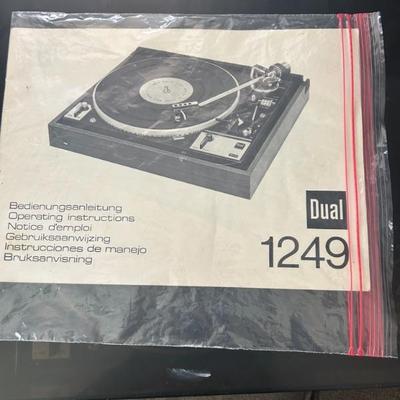 Bedienungsanleitung
Operating instructions
Notice d'emploi
Gebruiksaanwijzing
Instrucciones de manejo
Bruksanvisning
Dual
1249